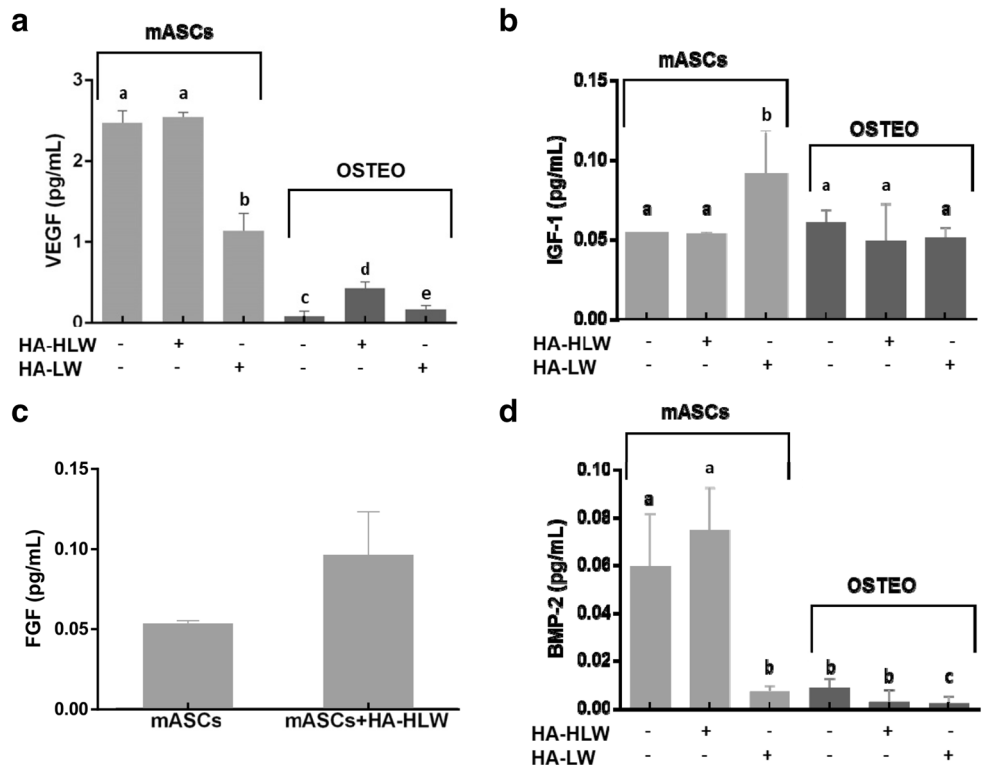 a
mASCs
VEGF (pg/mL)
3
2
1
0
a a b
OSTEO
c d e
HA-HLW - + - - + -
HA-LW - - + - - +
b
mASCs
IGF-1 (pg/mL)
0.15
0.10
0.05
0.00
a a b
OSTEO
a a a
HA-HLW - + - - + -
HA-LW - - + - - +
c
FGF (pg/mL)
0.15
0.10
0.05
0.00
mASCs mASCs+HA-HLW
d
mASCs
BMP-2 (pg/mL)
0.10
0.08
0.06
0.04
0.02
0.00
a a b
OSTEO
b b c
HA-HLW - + - - + -
HA-LW - - + - - +